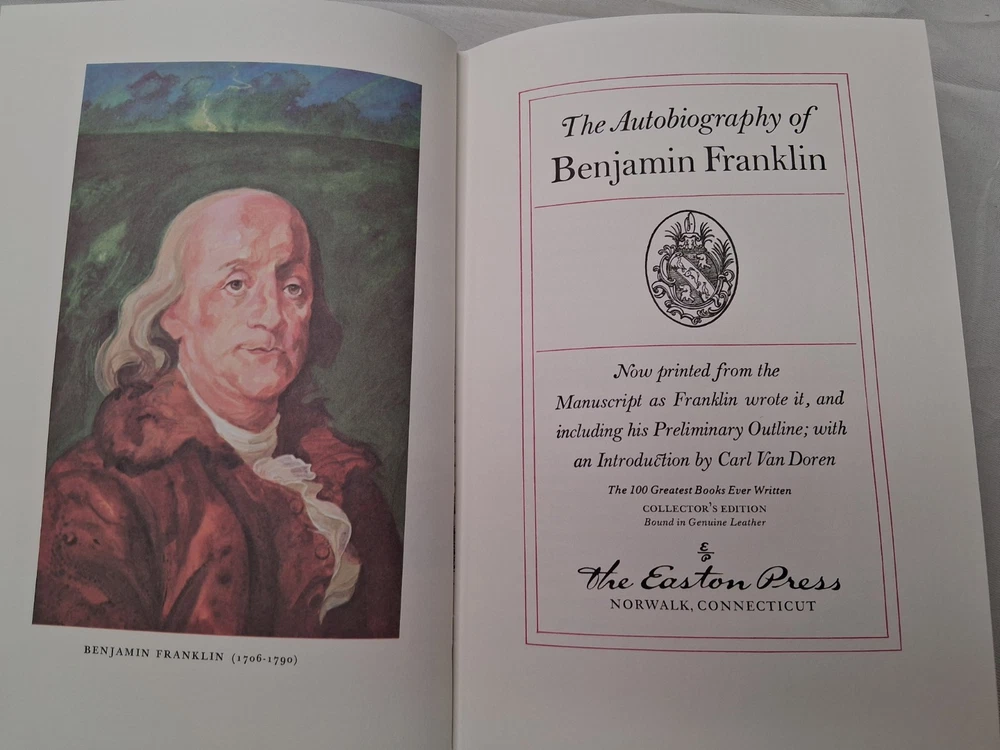 BENJAMIN FRANKLIN (1706-1790)
The Autobiography of
Benjamin Franklin
Now printed from the
Manuscript as Franklin wrote it, and
including his Preliminary Outline; with
an Introduction by Carl Van Doren
The 100 Greatest Books Ever Written
COLLECTOR'S EDITION
Bound in Genuine Leather
The Easton Press
NORWALK, CONNECTICUT